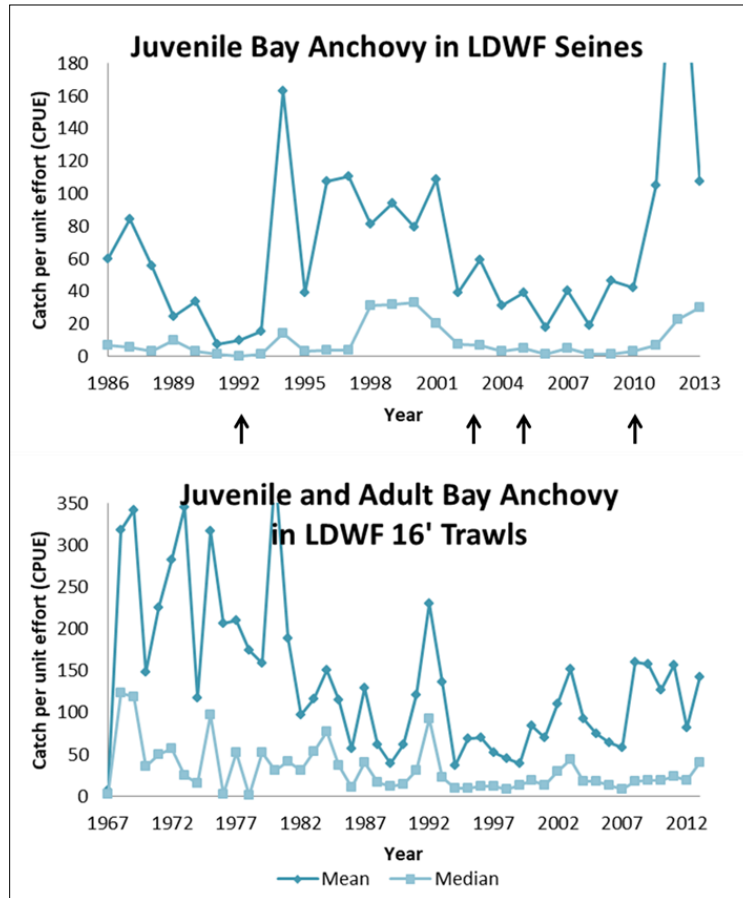 Juvenile Bay Anchovy in LDWF Seines
Catch per unit effort (CPUE)
180
160
140
120
100
80
60
40
20
0
1986 1989 1992 1995 1998 2001 2004 2007 2010 2013
Year
Juvenile and Adult Bay Anchovy
in LDWF 16' Trawls
Catch per unit effort (CPUE)
350
300
250
200
150
100
50
0
1967 1972 1977 1982 1987 1992 1997 2002 2007 2012
Year
Mean Median